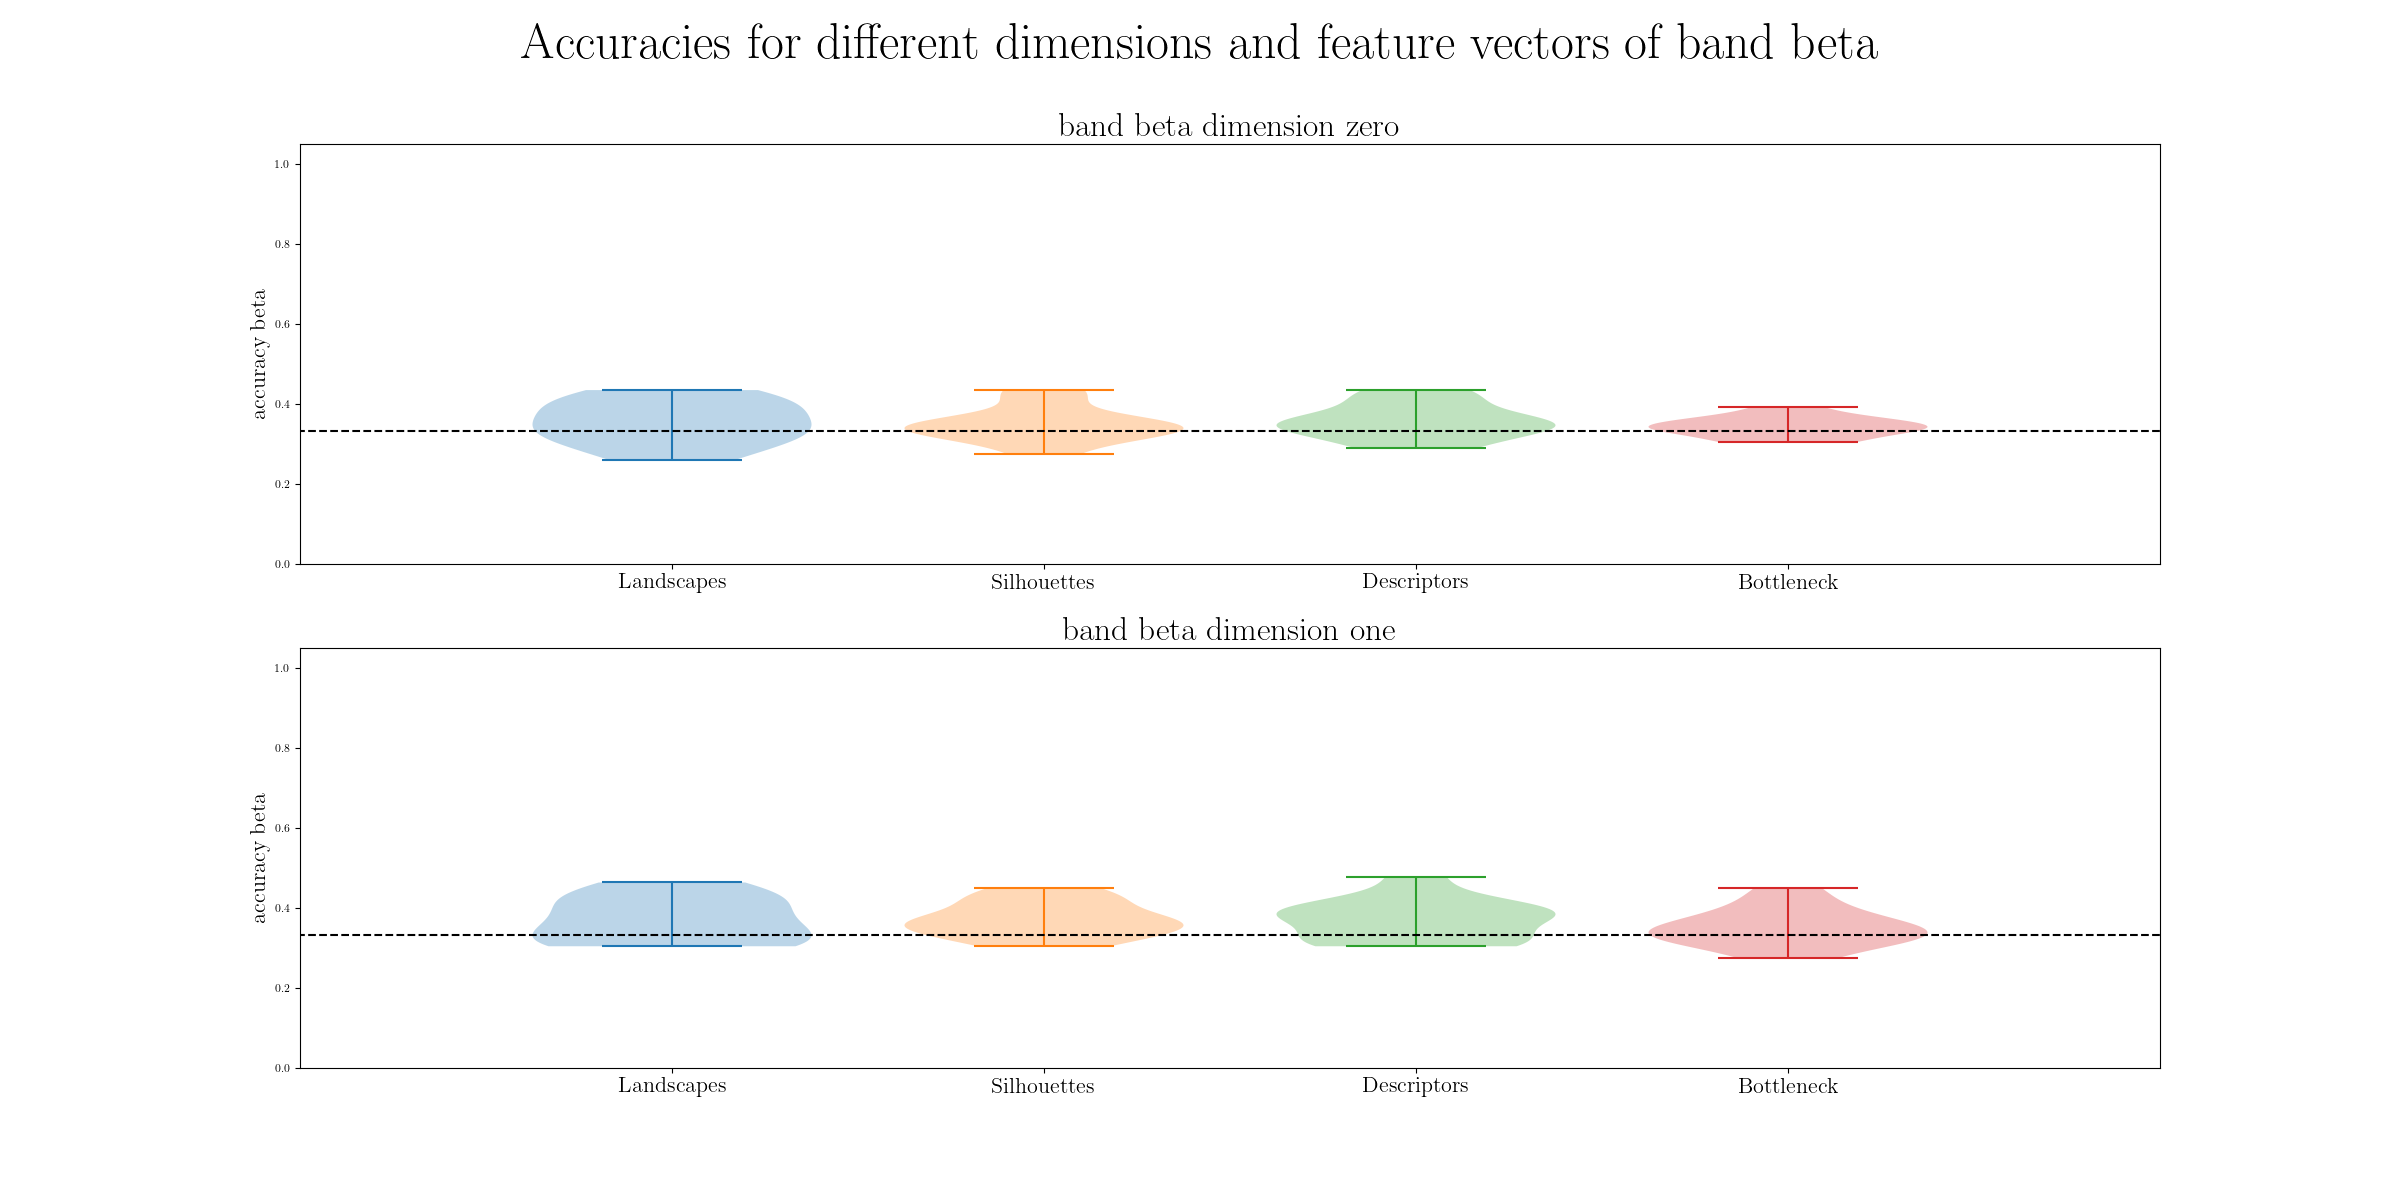 Accuracies for different dimensions and feature vectors of band beta
band beta dimension zero
accuracy beta
1.0
0.8
0.6
0.4
0.2
0.0
Landscapes Silhouettes Descriptors Bottleneck
band beta dimension one
accuracy beta
1.0
0.8
0.6
0.4
0.2
0.0
Landscapes Silhouettes Descriptors Bottleneck